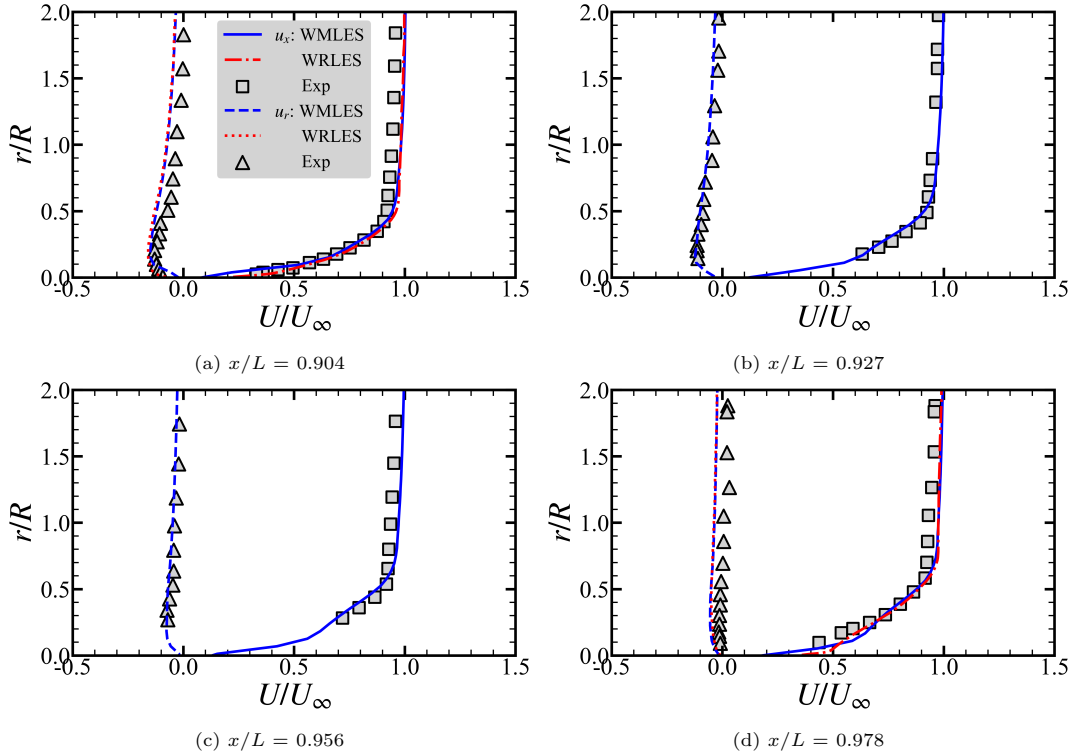 2.0
1.5
1.0
0.5
0.0
-0.5
0.0
0.5
1.0
1.5
r/R
U/U∞
u_x: WMLES
WRLES
Exp
u_r: WMLES
WRLES
Exp
(a) x/L = 0.904
2.0
1.5
1.0
0.5
0.0
-0.5
0.0
0.5
1.0
1.5
r/R
U/U∞
(b) x/L = 0.927
2.0
1.5
1.0
0.5
0.0
-0.5
0.0
0.5
1.0
1.5
r/R
U/U∞
(c) x/L = 0.956
2.0
1.5
1.0
0.5
0.0
-0.5
0.0
0.5
1.0
1.5
r/R
U/U∞
(d) x/L = 0.978